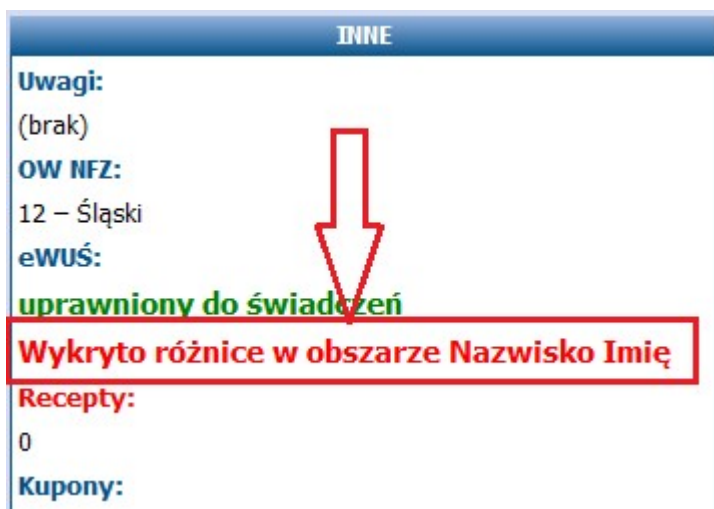 INNE
Uwagi:
(brak)
OW NFZ:
12 – Śląski
eWUŚ:
uprawniony do świadczeń
Wykryto różnice w obszarze Nazwisko Imię
Recepty:
0
Kupony: